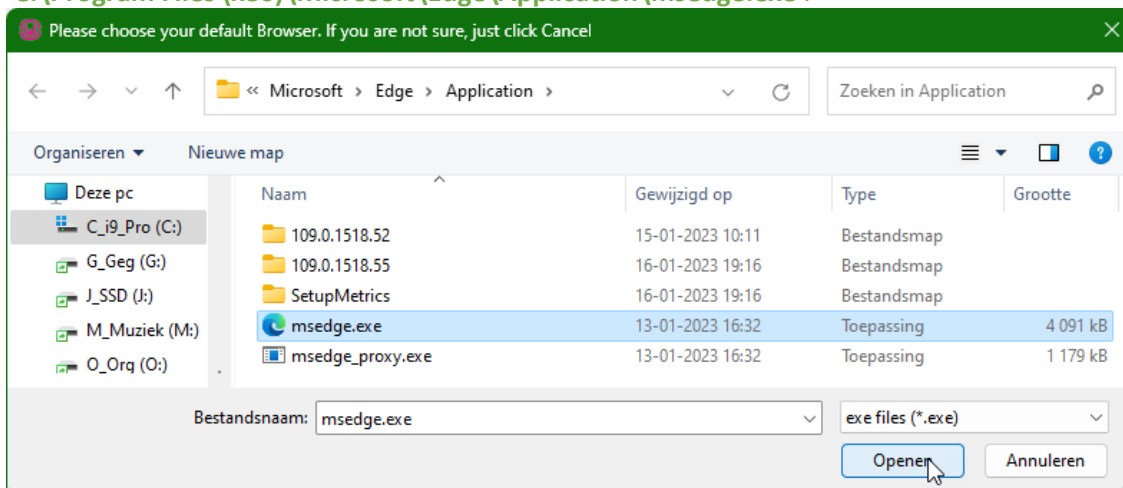 Please choose your default Browser. If you are not sure, just click Cancel
« Microsoft > Edge > Application >
Zoeken in Application
Organiseren
Nieuwe map
Deze pc
C_i9_Pro (C:)
G_Geg (G:)
J_SSD (J:)
M_Muziek (M:)
O_Org (O:)
Naam Gewijzigd op Type Grootte
109.0.1518.52 15-01-2023 10:11 Bestandsmap
109.0.1518.55 16-01-2023 19:16 Bestandsmap
SetupMetrics 16-01-2023 19:16 Bestandsmap
msedge.exe 13-01-2023 16:32 Toepassing 4 091 kB
msedge_proxy.exe 13-01-2023 16:32 Toepassing 1 179 kB
Bestandsnaam: msedge.exe
exe files (*.exe)
Openen
Annuleren